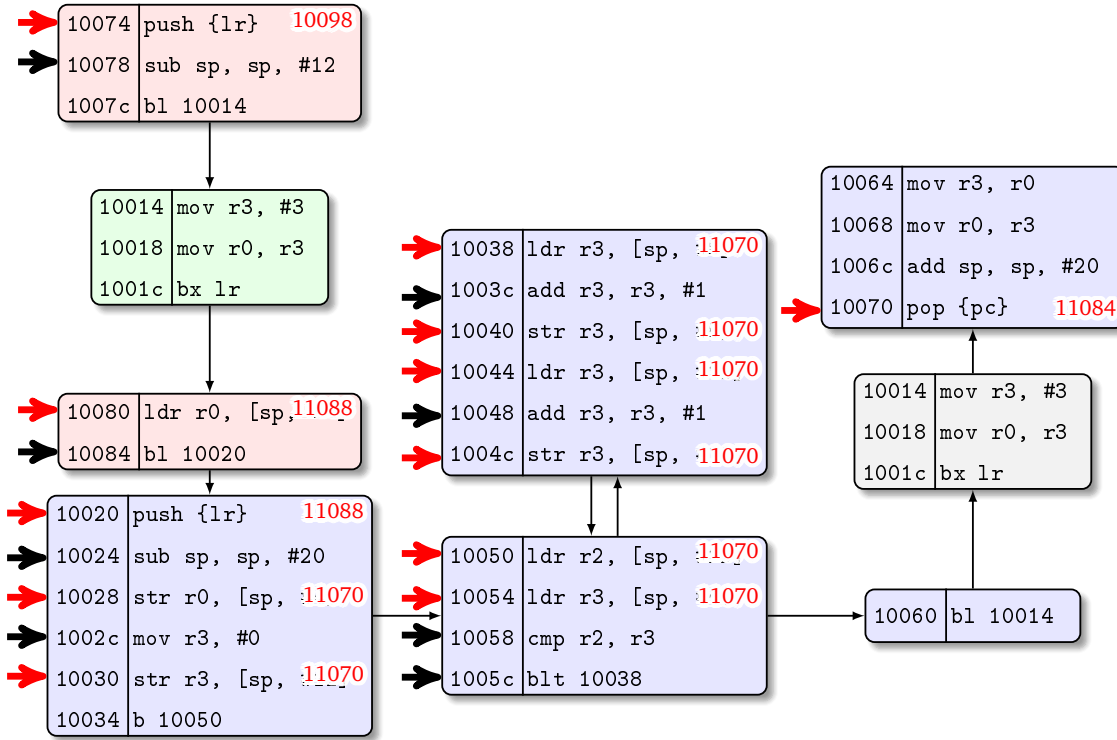 10074 push {lr} 10098
10078 sub sp, sp, #12
1007c bl 10014
10014 mov r3, #3
10018 mov r0, r3
1001c bx lr
10080 ldr r0, [sp, 11088
10084 bl 10020
10020 push {lr} 11088
10024 sub sp, sp, #20
10028 str r0, [sp, 11070
1002c mov r3, #0
10030 str r3, [sp, 11070
10034 b 10050
10038 ldr r3, [sp, 11070
1003c add r3, r3, #1
10040 str r3, [sp, 11070
10044 ldr r3, [sp, 11070
10048 add r3, r3, #1
1004c str r3, [sp, 11070
10050 ldr r2, [sp, 11070
10054 ldr r3, [sp, 11070
10058 cmp r2, r3
1005c blt 10038
10064 mov r3, r0
10068 mov r0, r3
1006c add sp, sp, #20
10070 pop {pc} 11084
10014 mov r3, #3
10018 mov r0, r3
1001c bx lr
10060 bl 10014